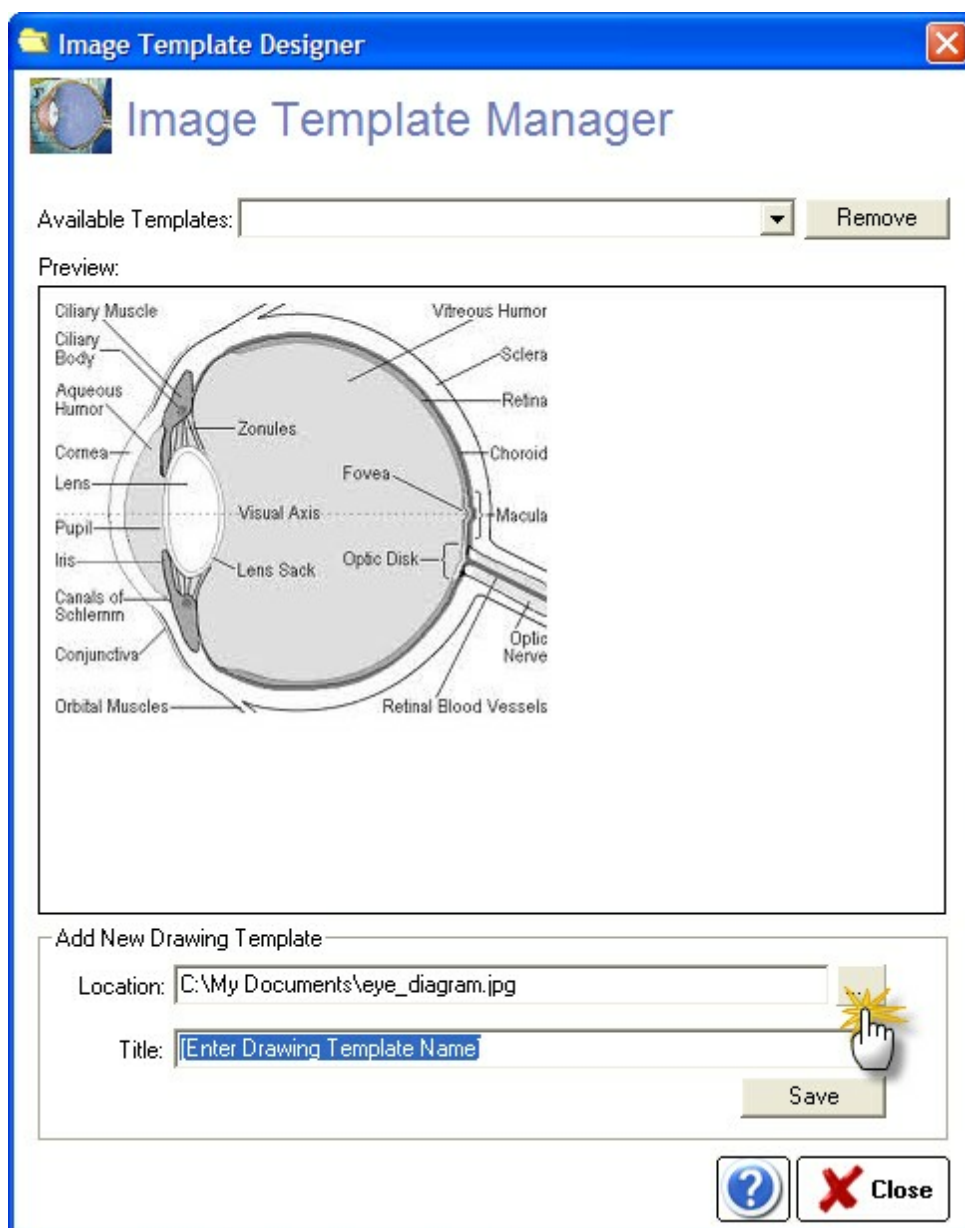 Image Template Designer
Image Template Manager
Available Templates:
Remove
Preview:
Ciliary Muscle
Ciliary
Body
Aqueous
Humor
Cornea
Lens
Pupil
Iris
Canals of
Schlemm
Conjunctiva
Orbital Muscles
Zonules
Visual Axis
Lens Sack
Vitreous Humor
Sclera
Retina
Choroid
Fovea
Macula
Optic Disk
Optic
Nerve
Retinal Blood Vessels
Add New Drawing Template
Location: C:\My Documents\eye_diagram.jpg
...
Title: [Enter Drawing Template Name]
Save
? Close